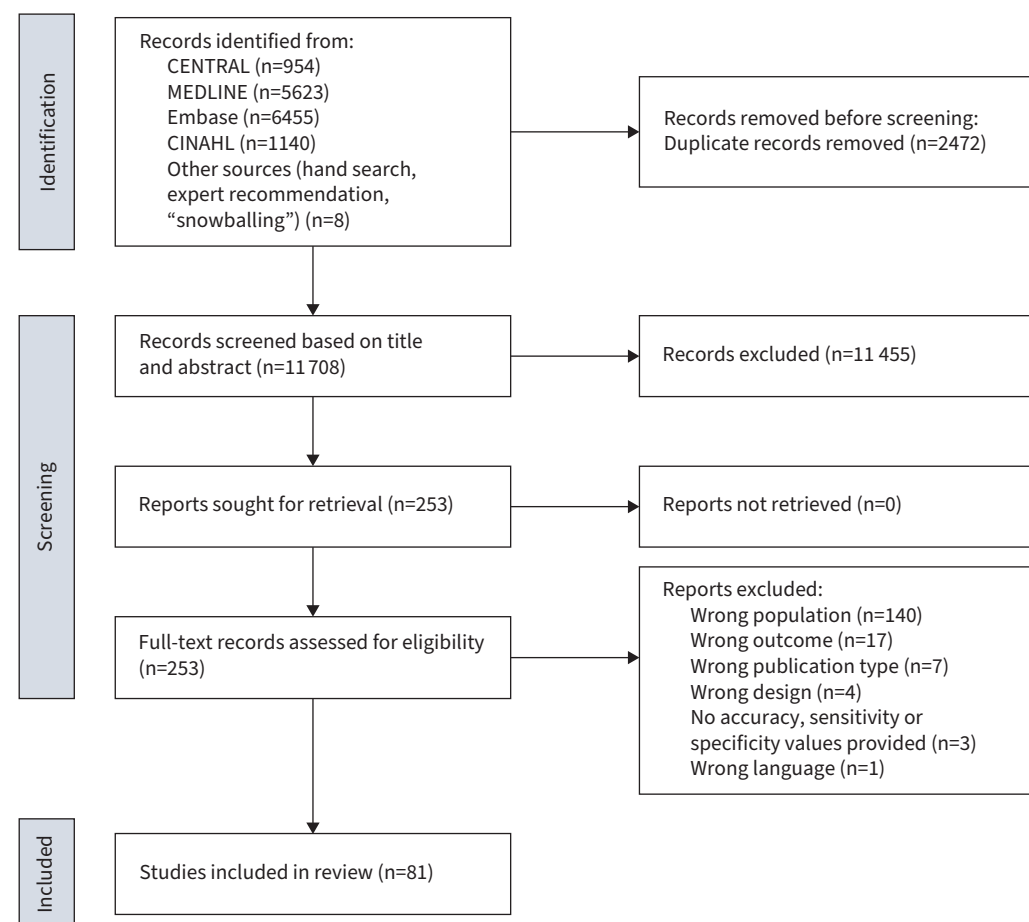 Identification
Records identified from:
CENTRAL (n=954)
MEDLINE (n=5623)
Embase (n=6455)
CINAHL (n=1140)
Other sources (hand search,
expert recommendation,
“snowballing”) (n=8)
Records removed before screening:
Duplicate records removed (n=2472)
Screening
Records screened based on title
and abstract (n=11 708)
Records excluded (n=11 455)
Reports sought for retrieval (n=253)
Reports not retrieved (n=0)
Full-text records assessed for eligibility
(n=253)
Reports excluded:
Wrong population (n=140)
Wrong outcome (n=17)
Wrong publication type (n=7)
Wrong design (n=4)
No accuracy, sensitivity or
specificity values provided (n=3)
Wrong language (n=1)
Included
Studies included in review (n=81)